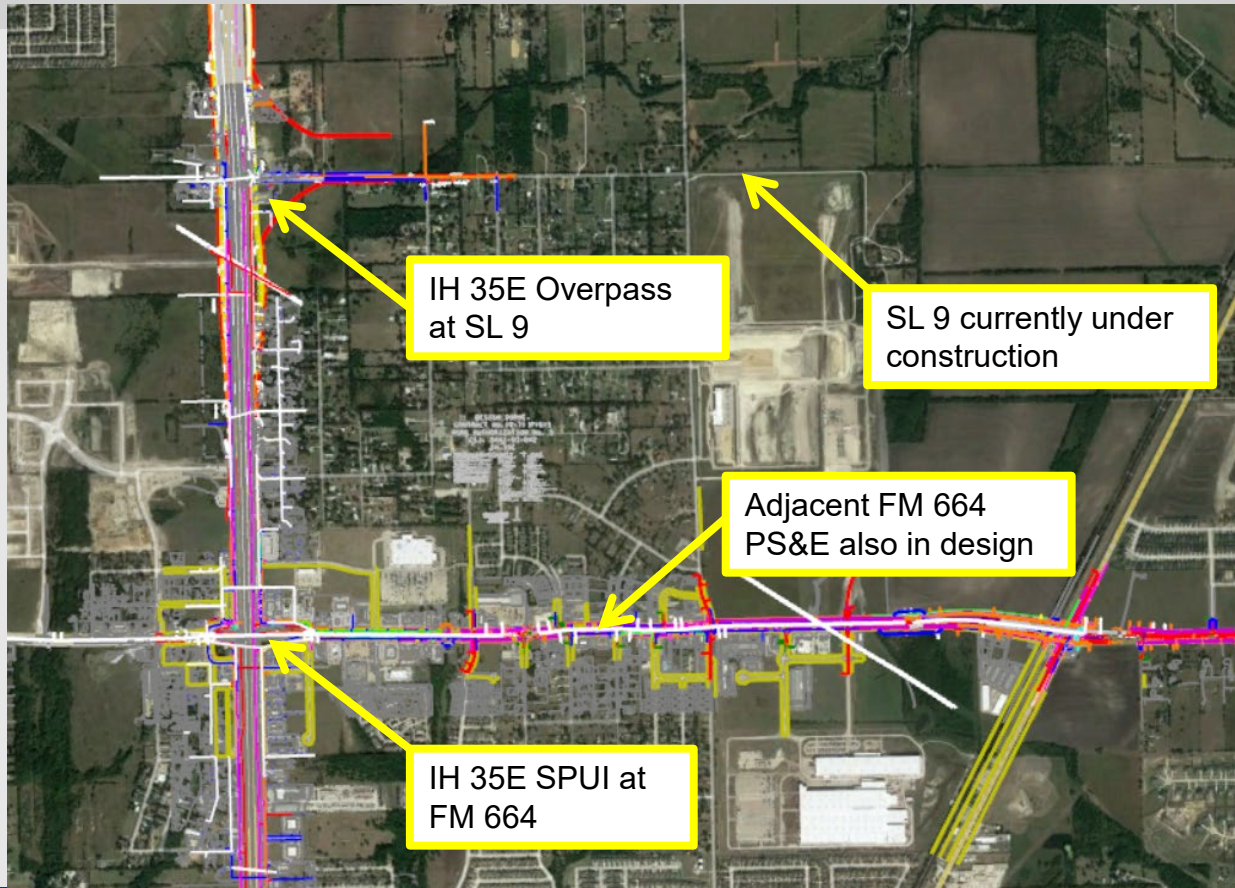 IH 35E Overpass
at SL 9
SL 9 currently under
construction
Adjacent FM 664
PS&E also in design
IH 35E SPUI at
FM 664